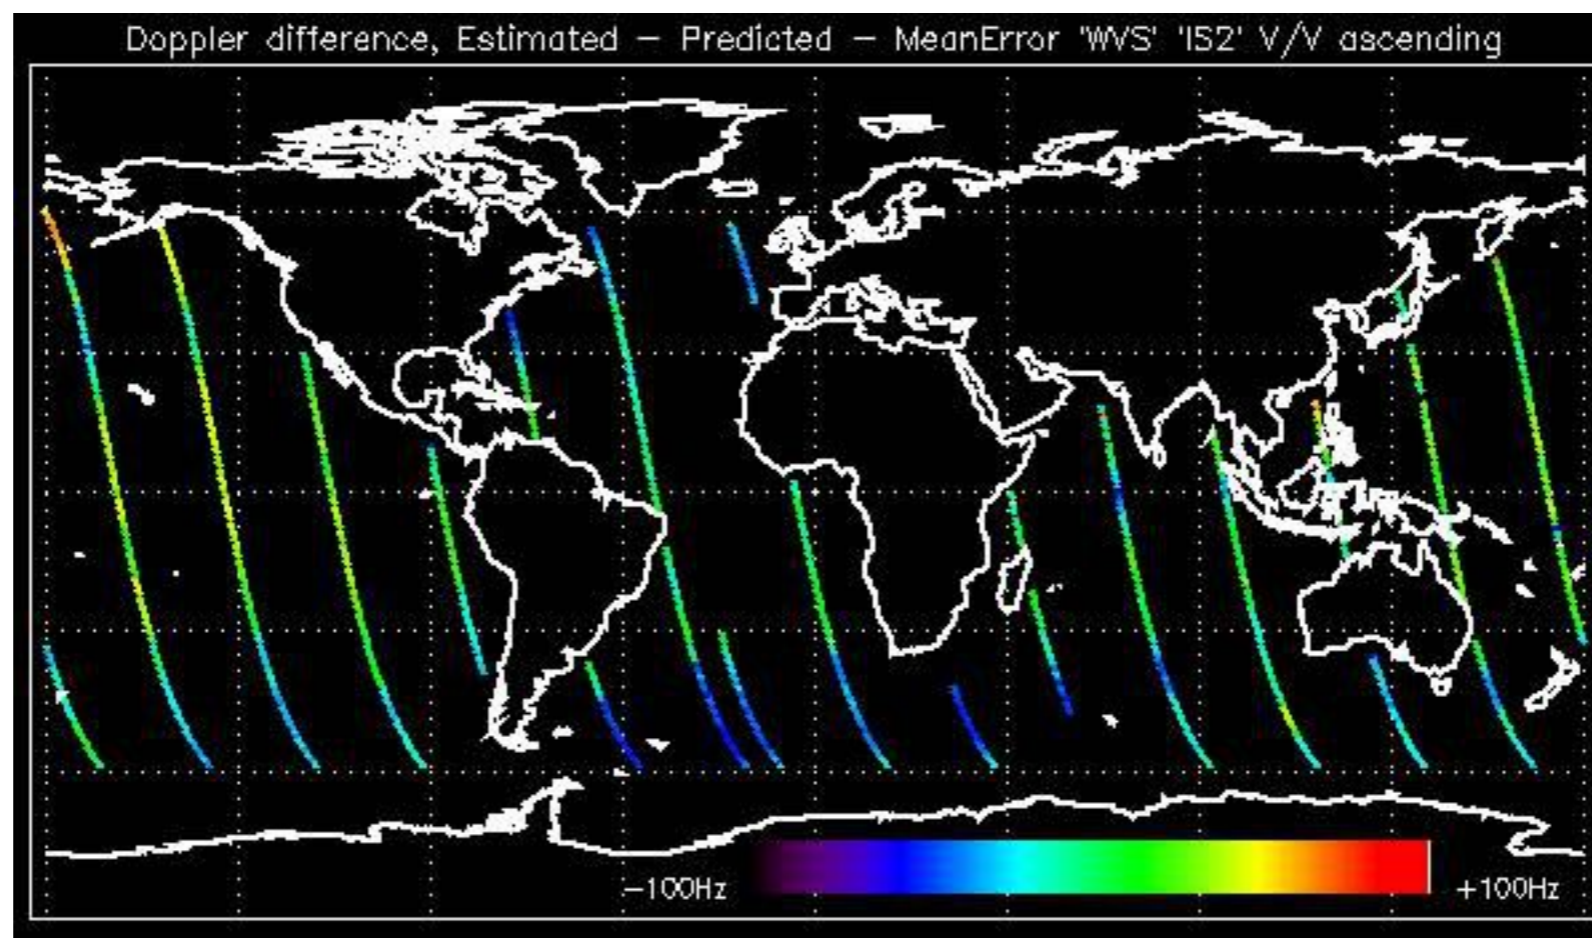 Doppler difference, Estimated – Predicted – MeanError 'WVS' 'IS2' V/V ascending
–100Hz
+100Hz